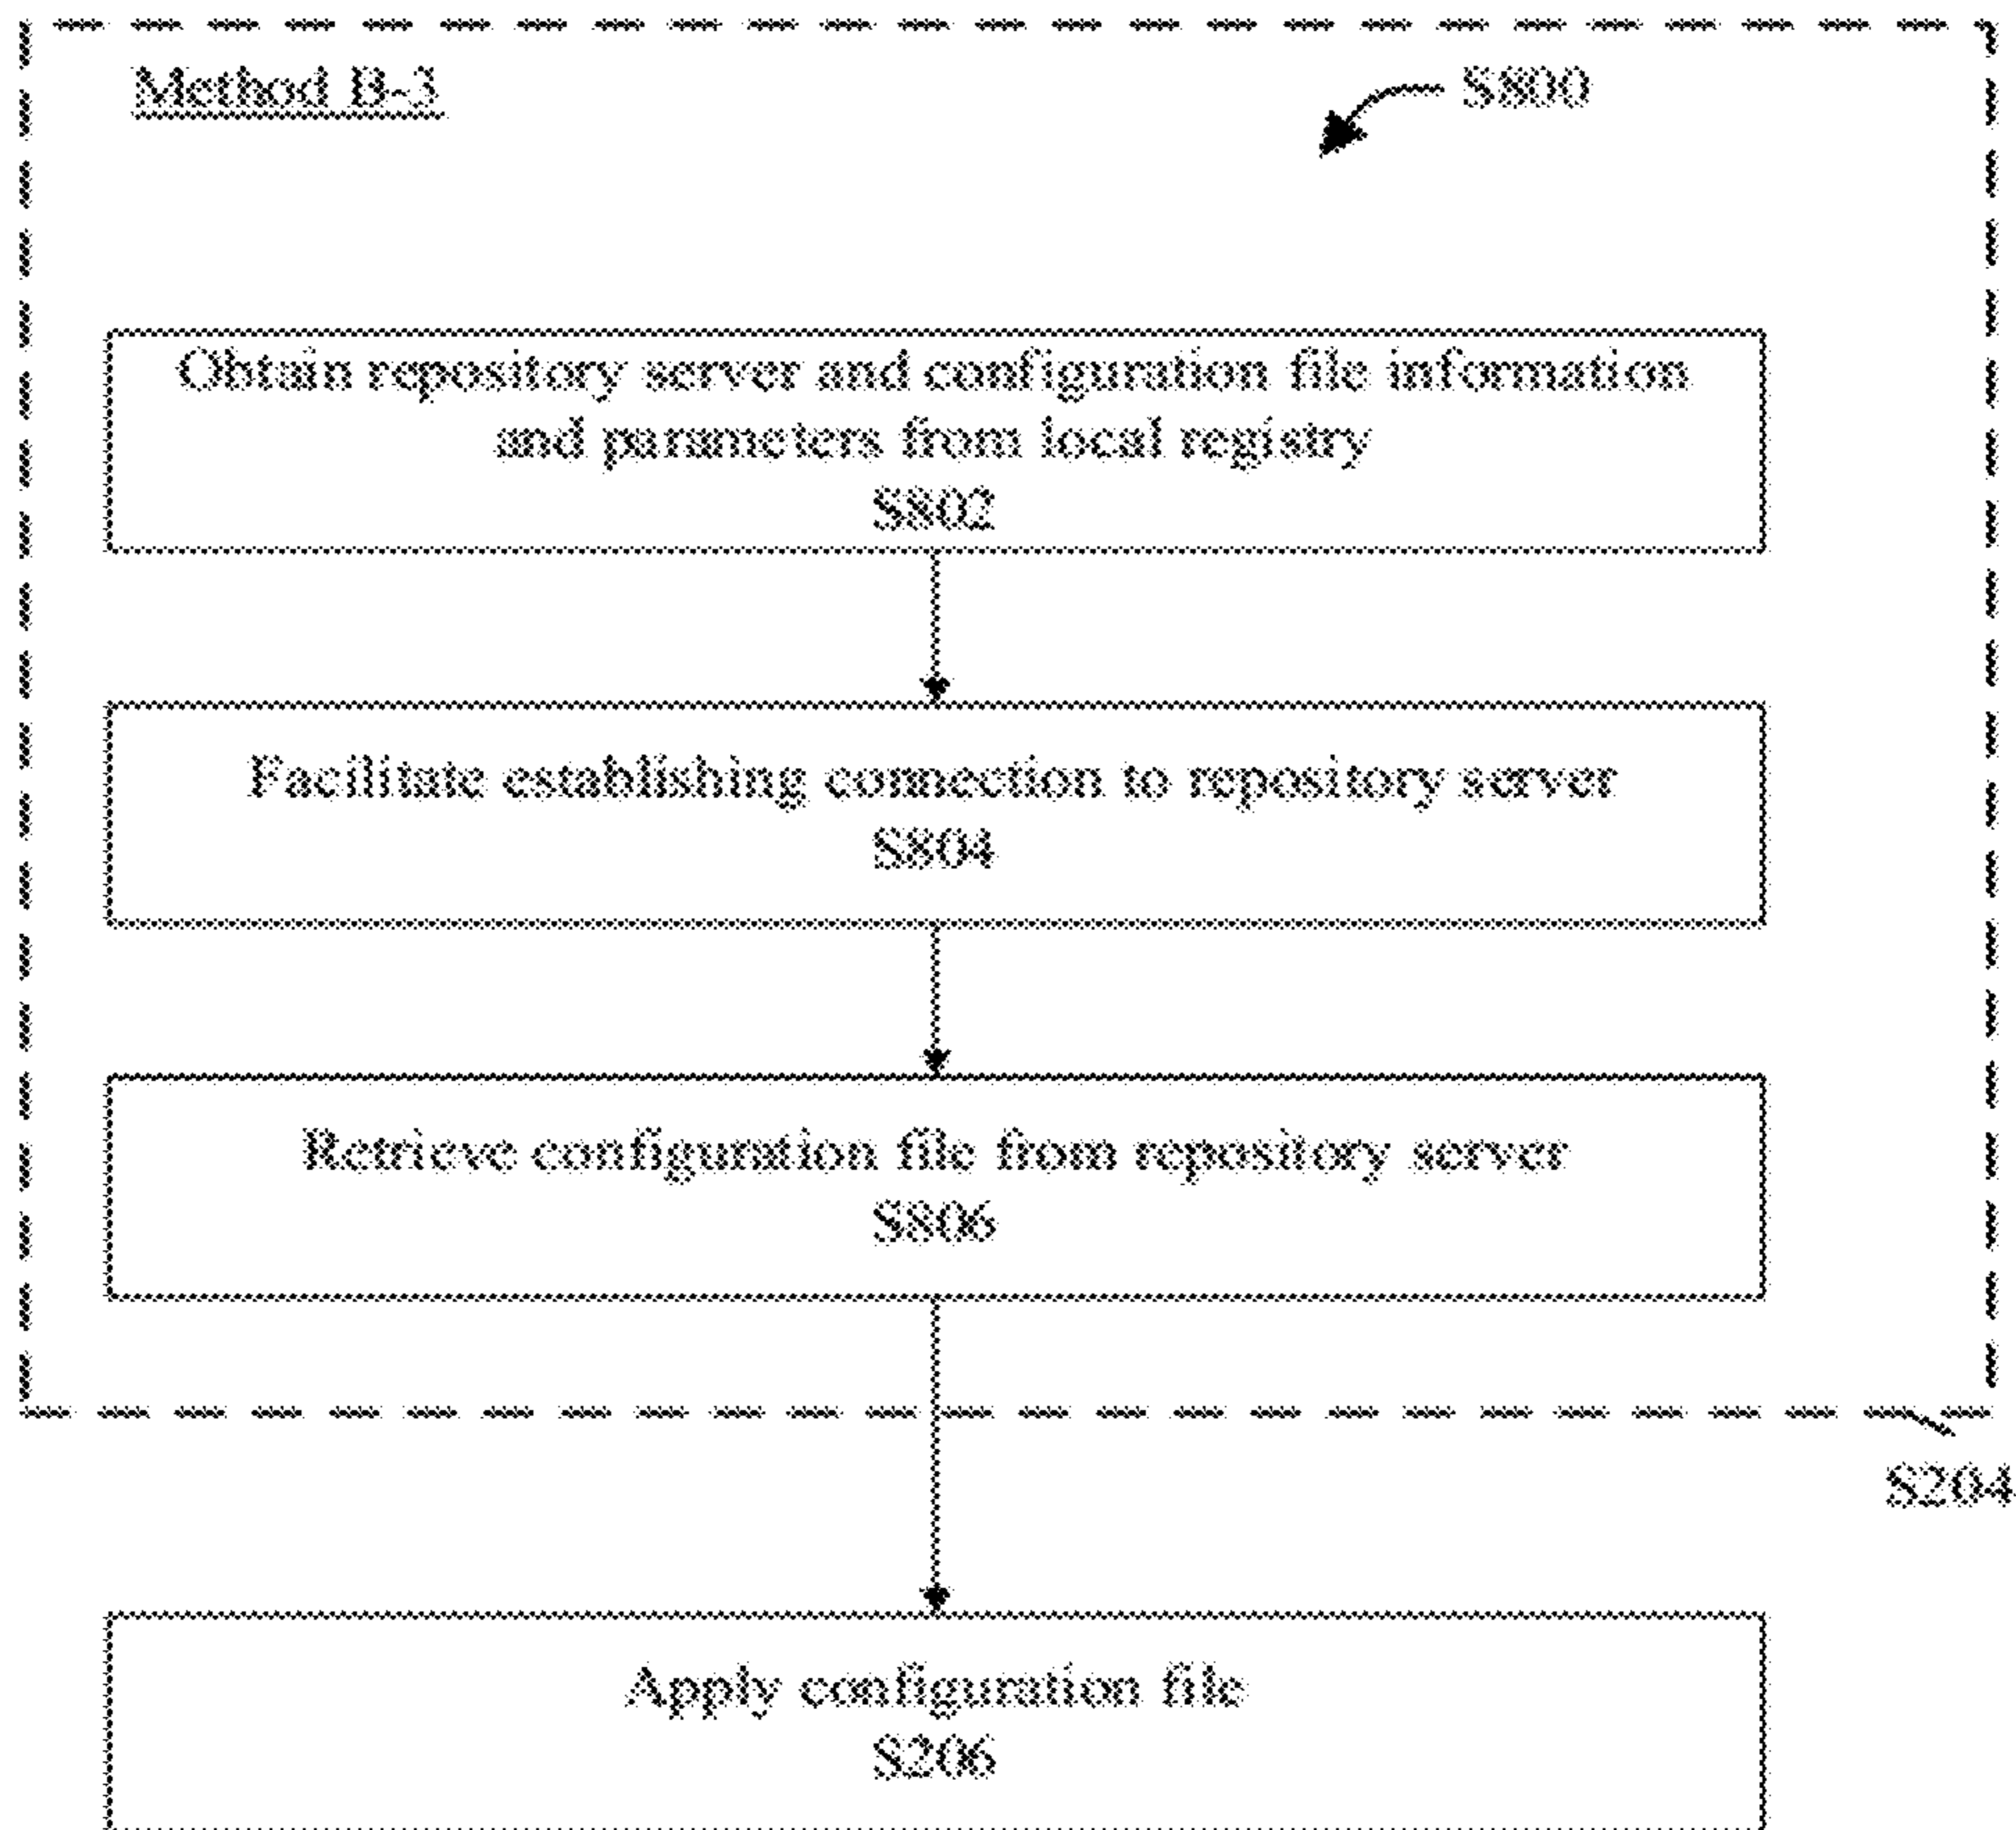 Method B-3
S800
Obtain repository server and configuration file information
and parameters from local registry
S802
Facilitate establishing connection to repository server
S804
Retrieve configuration file from repository server
S806
S204
Apply configuration file
S206